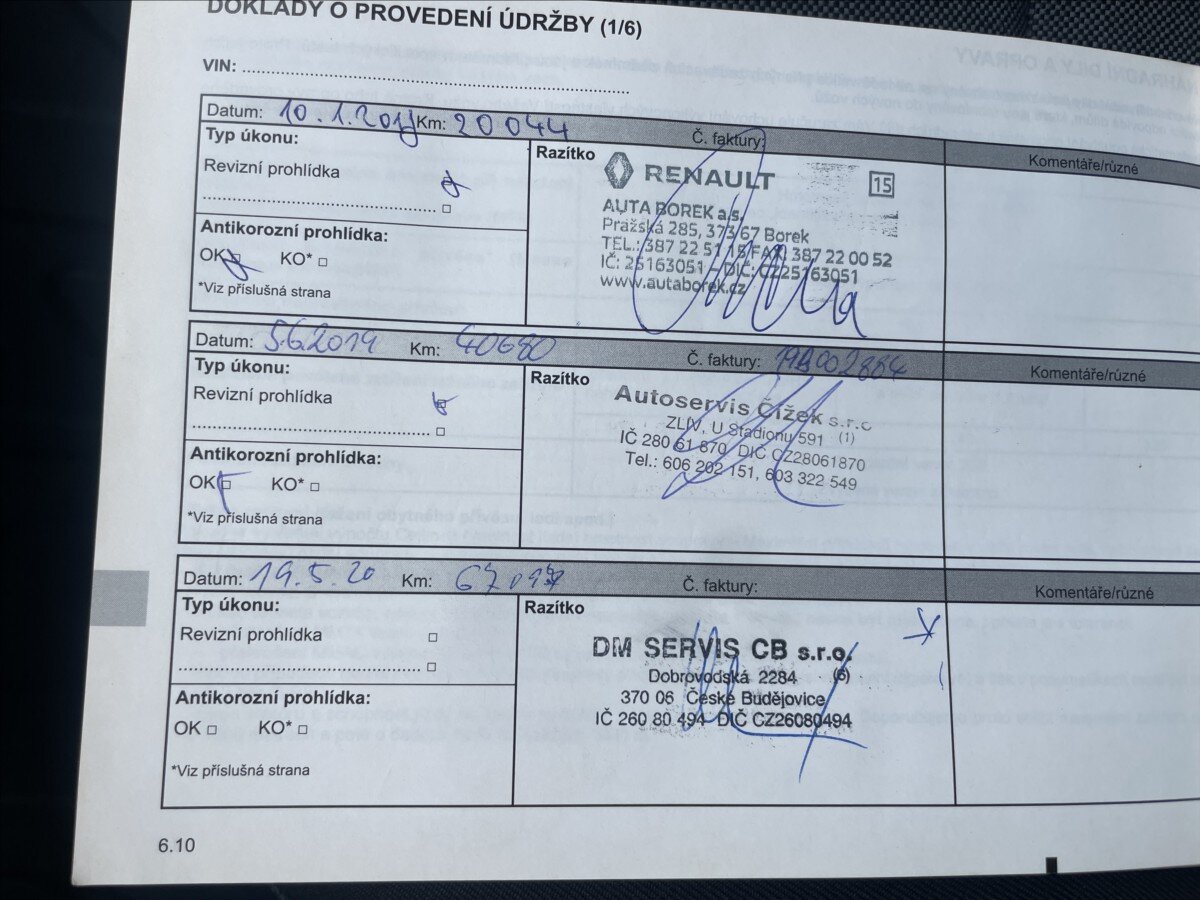 DOKLADY O PROVEDENÍ ÚDRŽBY (1/6)
VIN:
Datum: 10.1.2019 Km: 20044 Č. faktury: Komentáře/různé
Typ úkonu:
Revizní prohlídka
Antikorozní prohlídka:
OK KO*
*Viz příslušná strana
Razítko
RENAULT 15
AUTA BOREK a.s.
Pražská 285, 373 67 Borek
TEL.: 387 22 51 15 FAX: 387 22 00 52
IČ: 25163051 – DIČ: CZ25163051
www.autaborek.cz
Datum: 5.6.2019 Km: 40680 Č. faktury: Komentáře/různé
Typ úkonu:
Revizní prohlídka
Antikorozní prohlídka:
OK KO*
*Viz příslušná strana
Razítko
Autoservis Čížek s.r.o
ZLIV, U Stadionu 591 (1)
IČ 280 61 870 DIČ CZ28061870
Tel.: 606 202 151, 603 322 549
Datum: 19.5.20 Km: Č. faktury: Komentáře/různé
Typ úkonu:
Revizní prohlídka
Antikorozní prohlídka:
OK KO*
*Viz příslušná strana
Razítko
DM SERVIS CB s.r.o.
Dobrovodská 2284 (6)
370 06 České Budějovice
IČ 260 80 494 DIČ CZ26080494
6.10